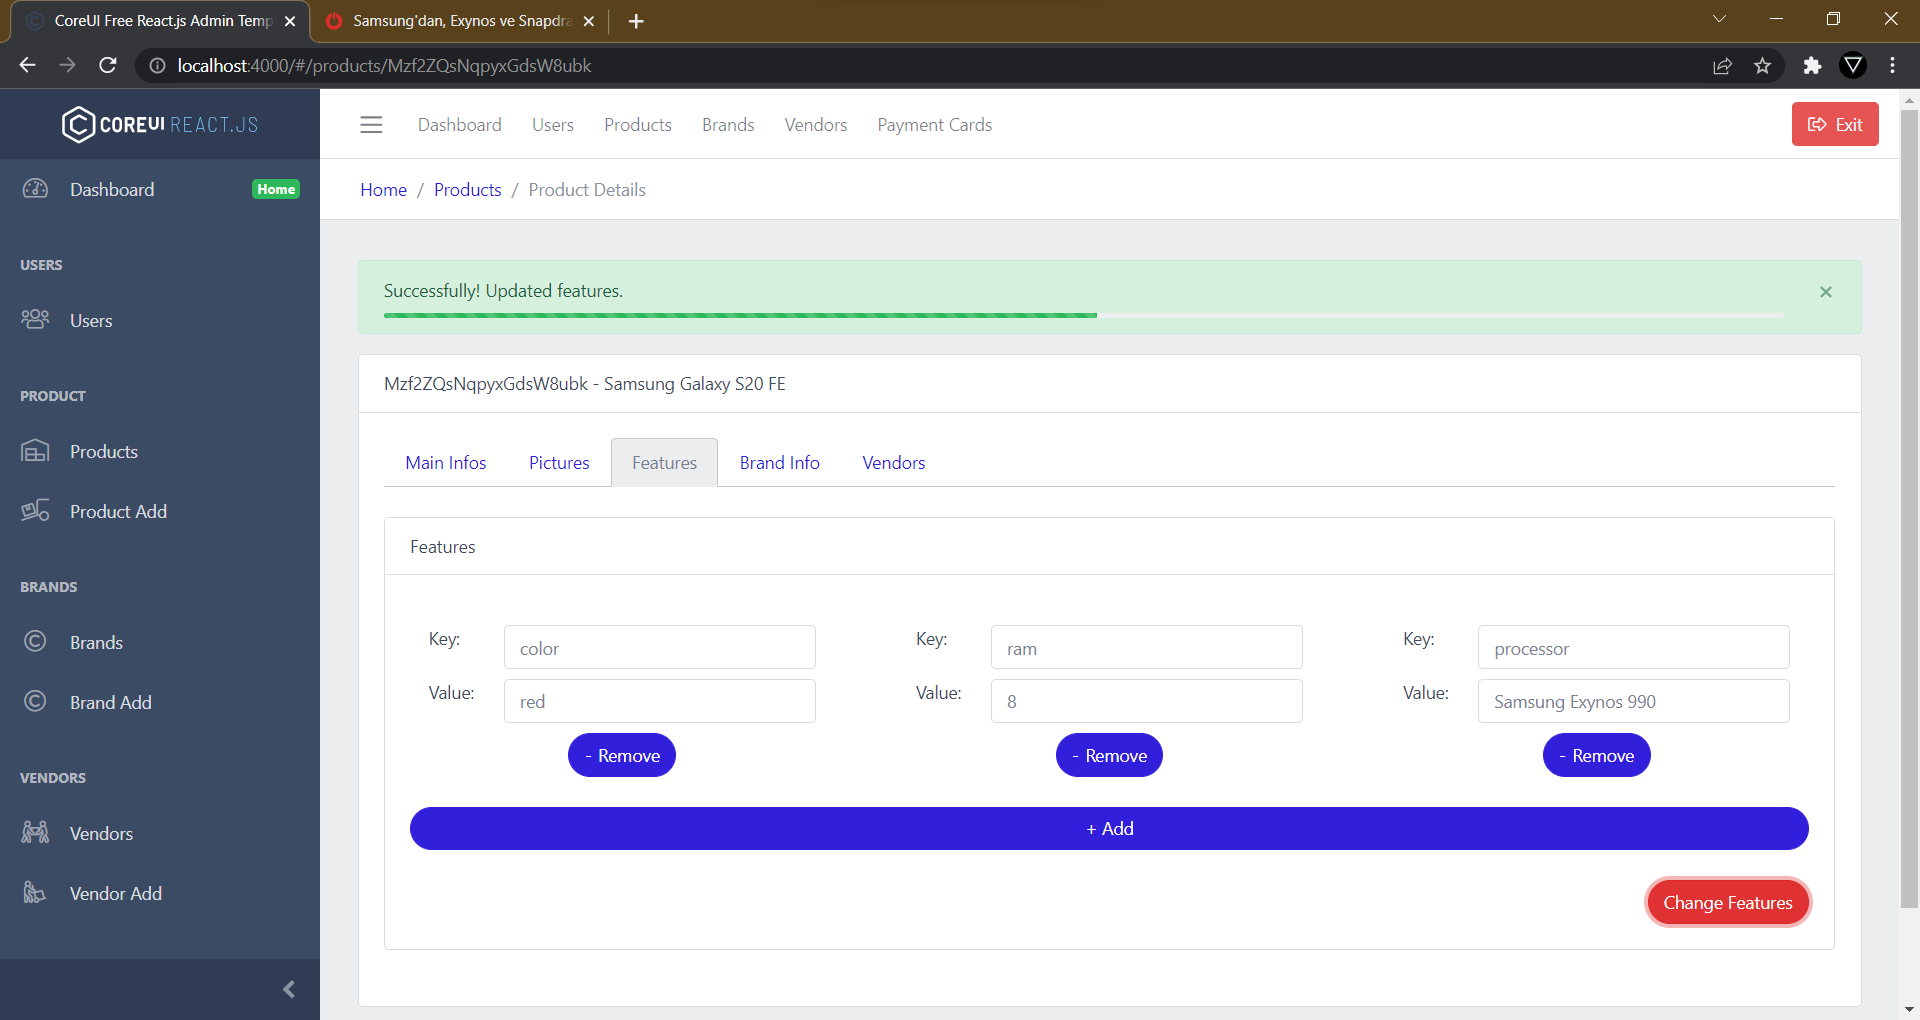 CoreUI Free React.js Admin Temp
Samsung'dan, Exynos ve Snapdra
localhost:4000/#/products/Mzf2ZQsNqpyxGdsW8ubk
COREUI REACT.JS
Dashboard Users Products Brands Vendors Payment Cards
Exit
Dashboard Home
Home / Products / Product Details
USERS
Users
PRODUCT
Products
Product Add
BRANDS
Brands
Brand Add
VENDORS
Vendors
Vendor Add
Successfully! Updated features.
Mzf2ZQsNqpyxGdsW8ubk - Samsung Galaxy S20 FE
Main Infos Pictures Features Brand Info Vendors
Features
Key: color Key: ram Key: processor
Value: red Value: 8 Value: Samsung Exynos 990
- Remove - Remove - Remove
+ Add
Change Features